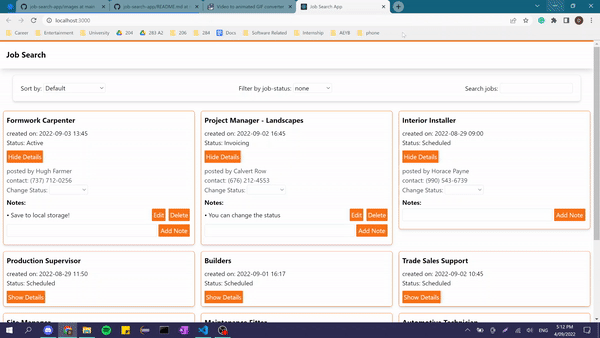 job-search-app/images at main
job-search-app/README.md at
Video to animated GIF converter
Job Search App
localhost:3000
Career
Entertainment
University
204
283 A2
206
284
Docs
Software Related
Internship
AEYB
phone
Job Search
Sort by: Default
Filter by job-status: none
Search jobs:
Formwork Carpenter
created on: 2022-09-03 13:45
Status: Active
Hide Details
posted by Hugh Farmer
contact: (737) 712-0256
Change Status:
Notes:
• Save to local storage!
Edit
Delete
Add Note
Project Manager - Landscapes
created on: 2022-09-02 16:45
Status: Invoicing
Hide Details
posted by Calvert Row
contact: (676) 212-4553
Change Status:
Notes:
• You can change the status
Edit
Delete
Add Note
Interior Installer
created on: 2022-08-29 09:00
Status: Scheduled
Hide Details
posted by Horace Payne
contact: (990) 543-6739
Change Status:
Notes:
Add Note
Production Supervisor
created on: 2022-08-29 11:50
Status: Scheduled
Show Details
Builders
created on: 2022-09-01 16:17
Status: Scheduled
Show Details
Trade Sales Support
created on: 2022-09-02 10:45
Status: Scheduled
Show Details
Site Manager
Maintenance Fitter
Automotive Technician
ENG
5:12 PM
4/09/2022